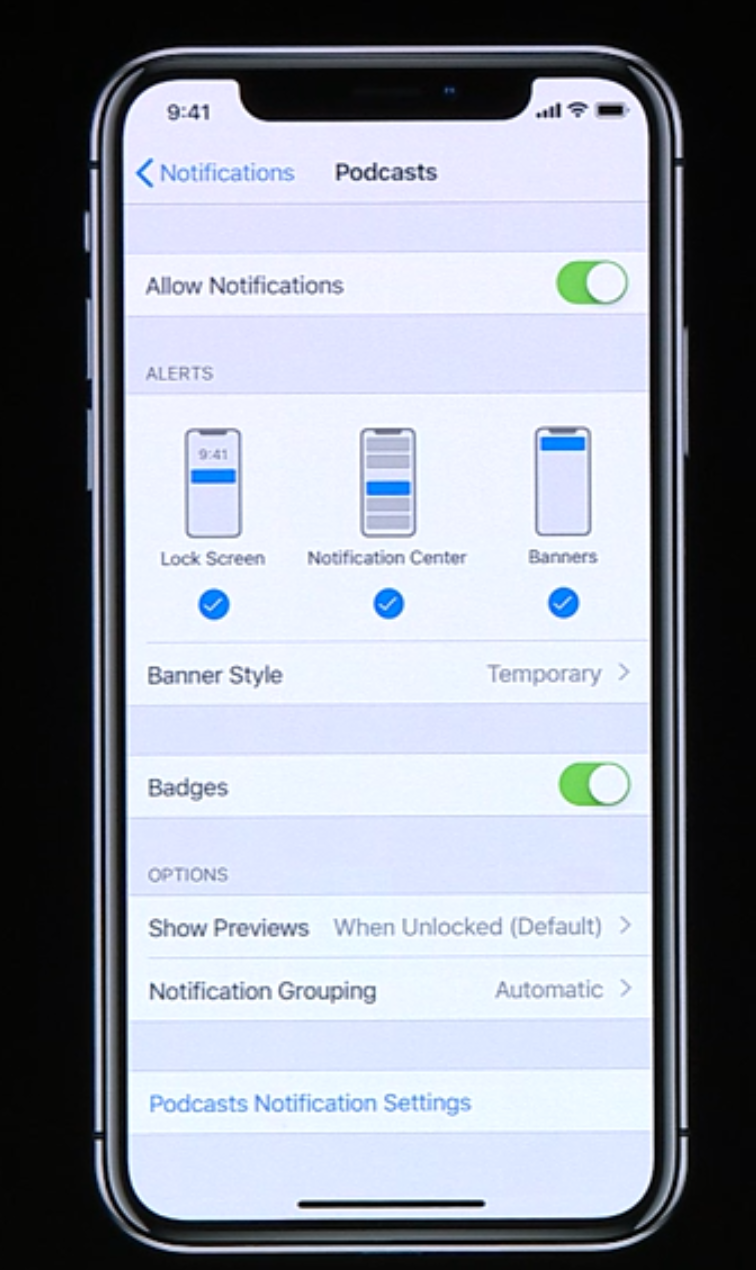 9:41
Notifications Podcasts
Allow Notifications
ALERTS
9:41
Lock Screen Notification Center Banners
Banner Style Temporary
Badges
OPTIONS
Show Previews When Unlocked (Default)
Notification Grouping Automatic
Podcasts Notification Settings